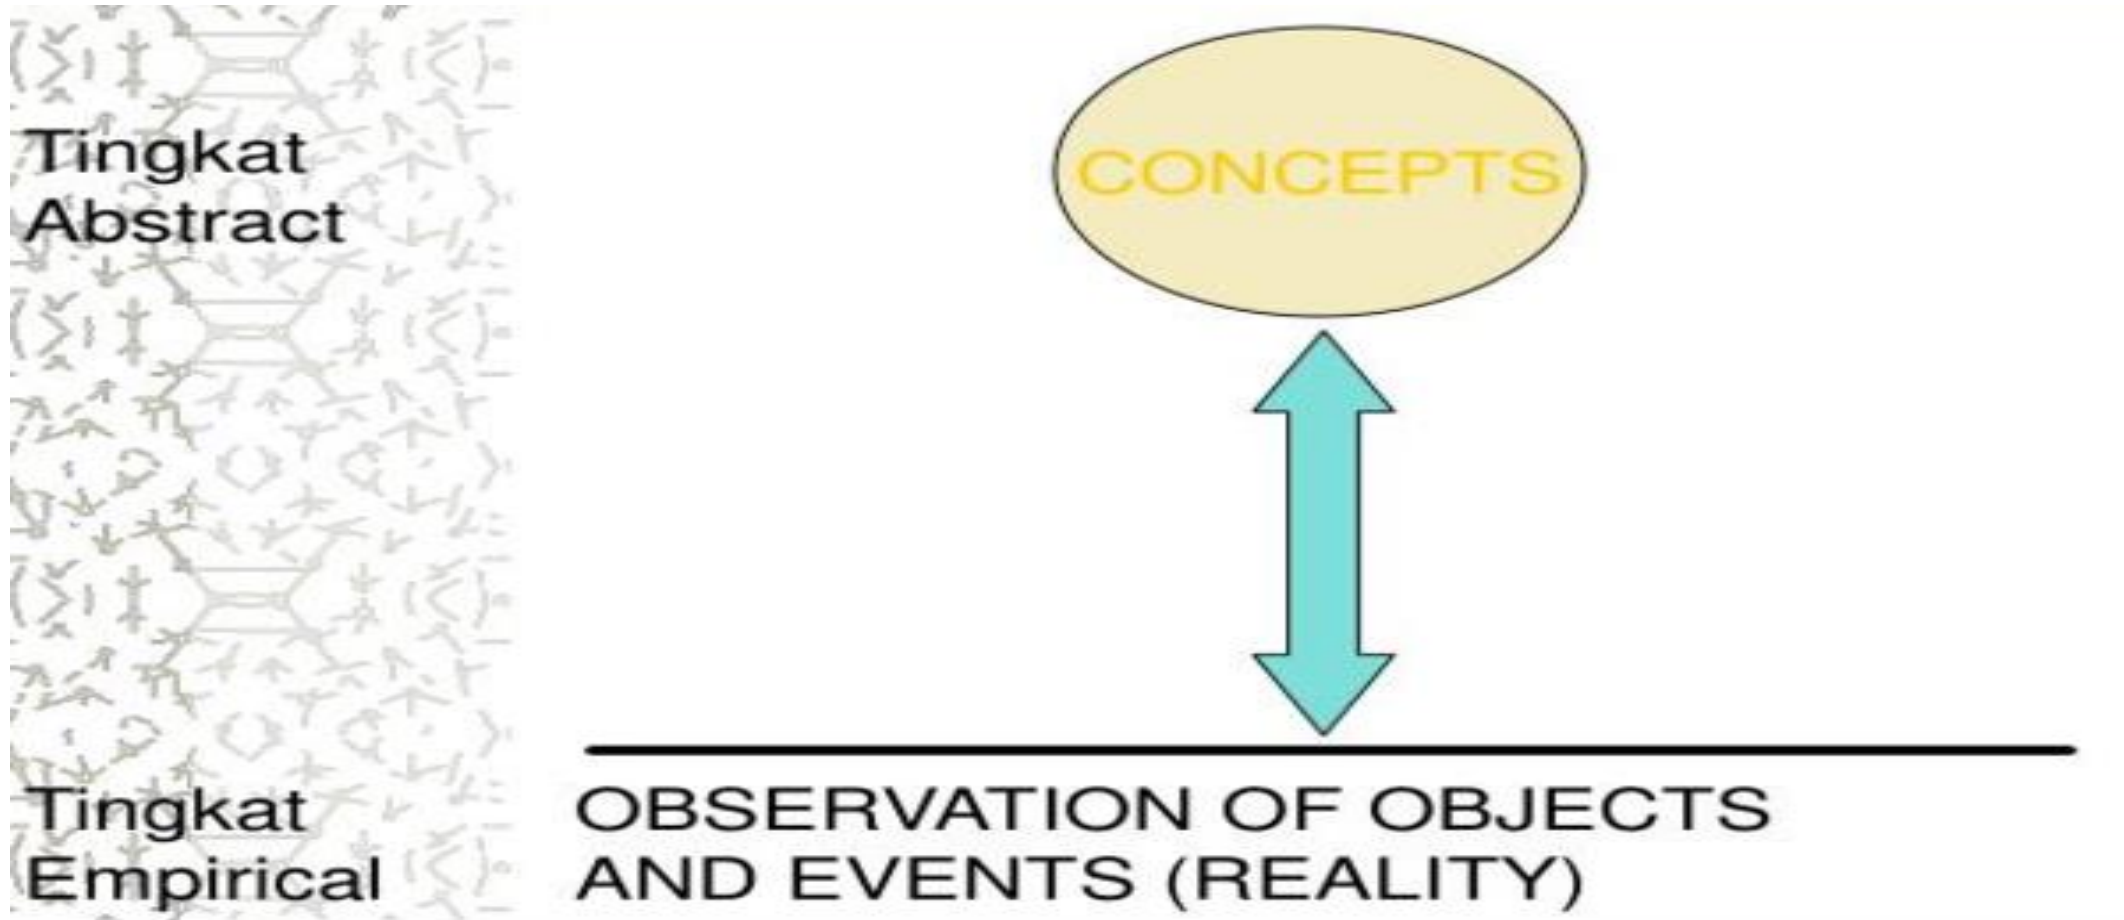 Tingkat
Abstract
CONCEPTS
Tingkat
Empirical
OBSERVATION OF OBJECTS
AND EVENTS (REALITY)